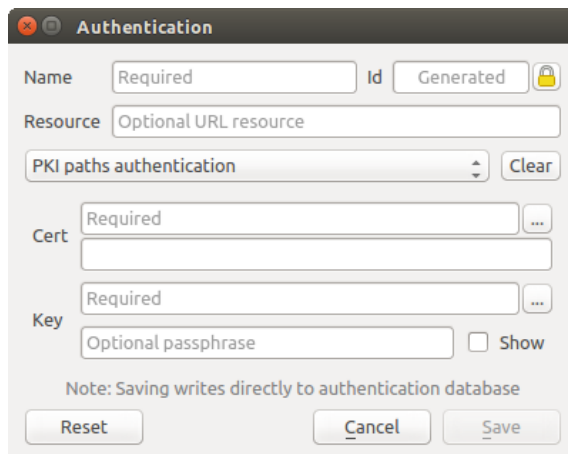 Authentication
Name Required Id Generated
Resource Optional URL resource
PKI paths authentication Clear
Cert Required ...
Key Required ...
Optional passphrase Show
Note: Saving writes directly to authentication database
Reset Cancel Save